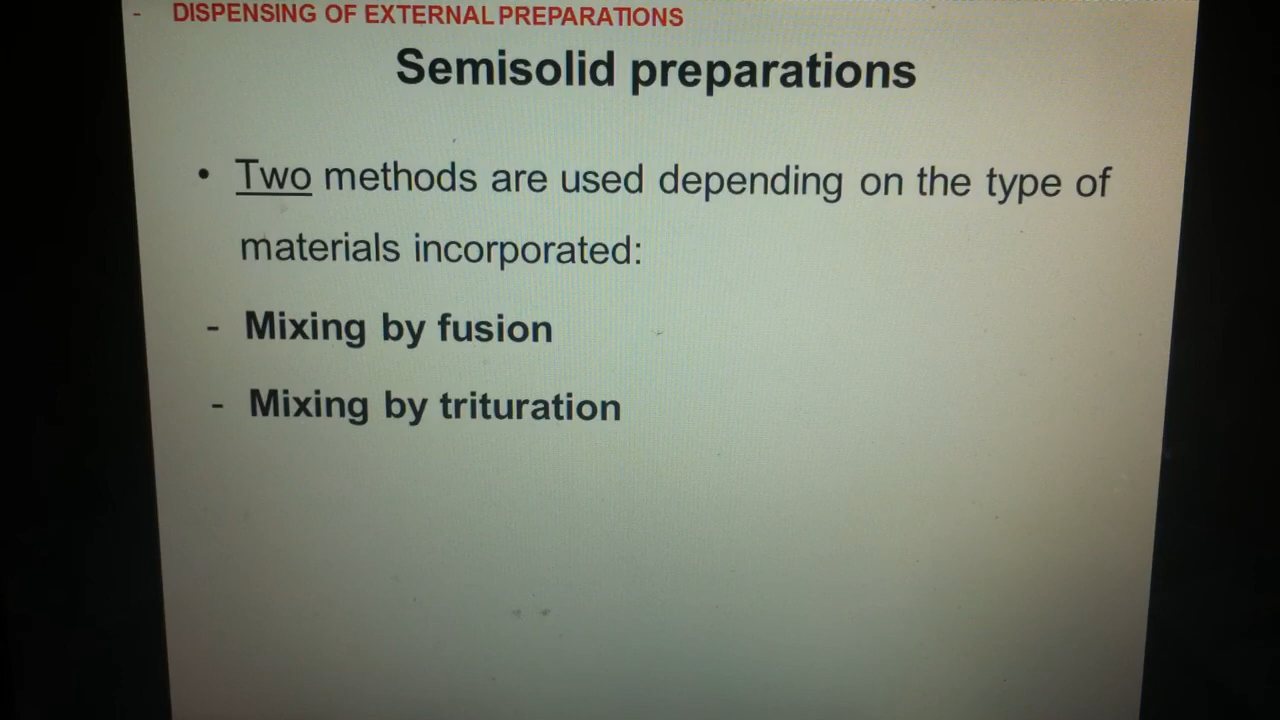 - DISPENSING OF EXTERNAL PREPARATIONS
Semisolid preparations
• Two methods are used depending on the type of
materials incorporated:
- Mixing by fusion
- Mixing by trituration